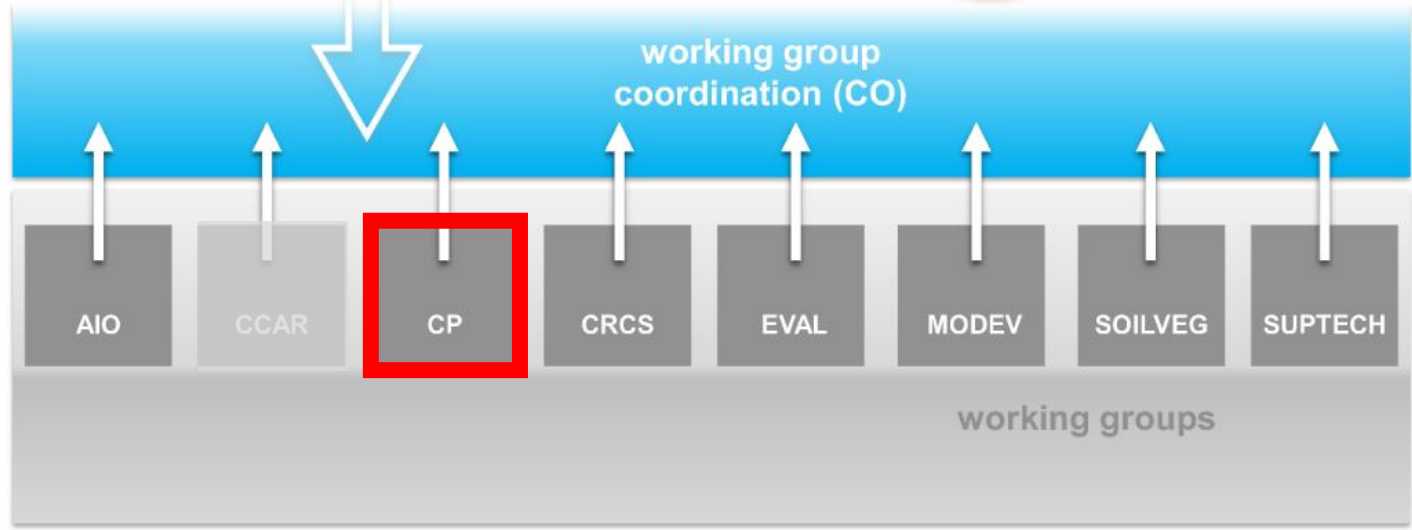 working group
coordination (CO)
AIO
CCAR
CP
CRCS
EVAL
MODEV
SOILVEG
SUPTECH
working groups